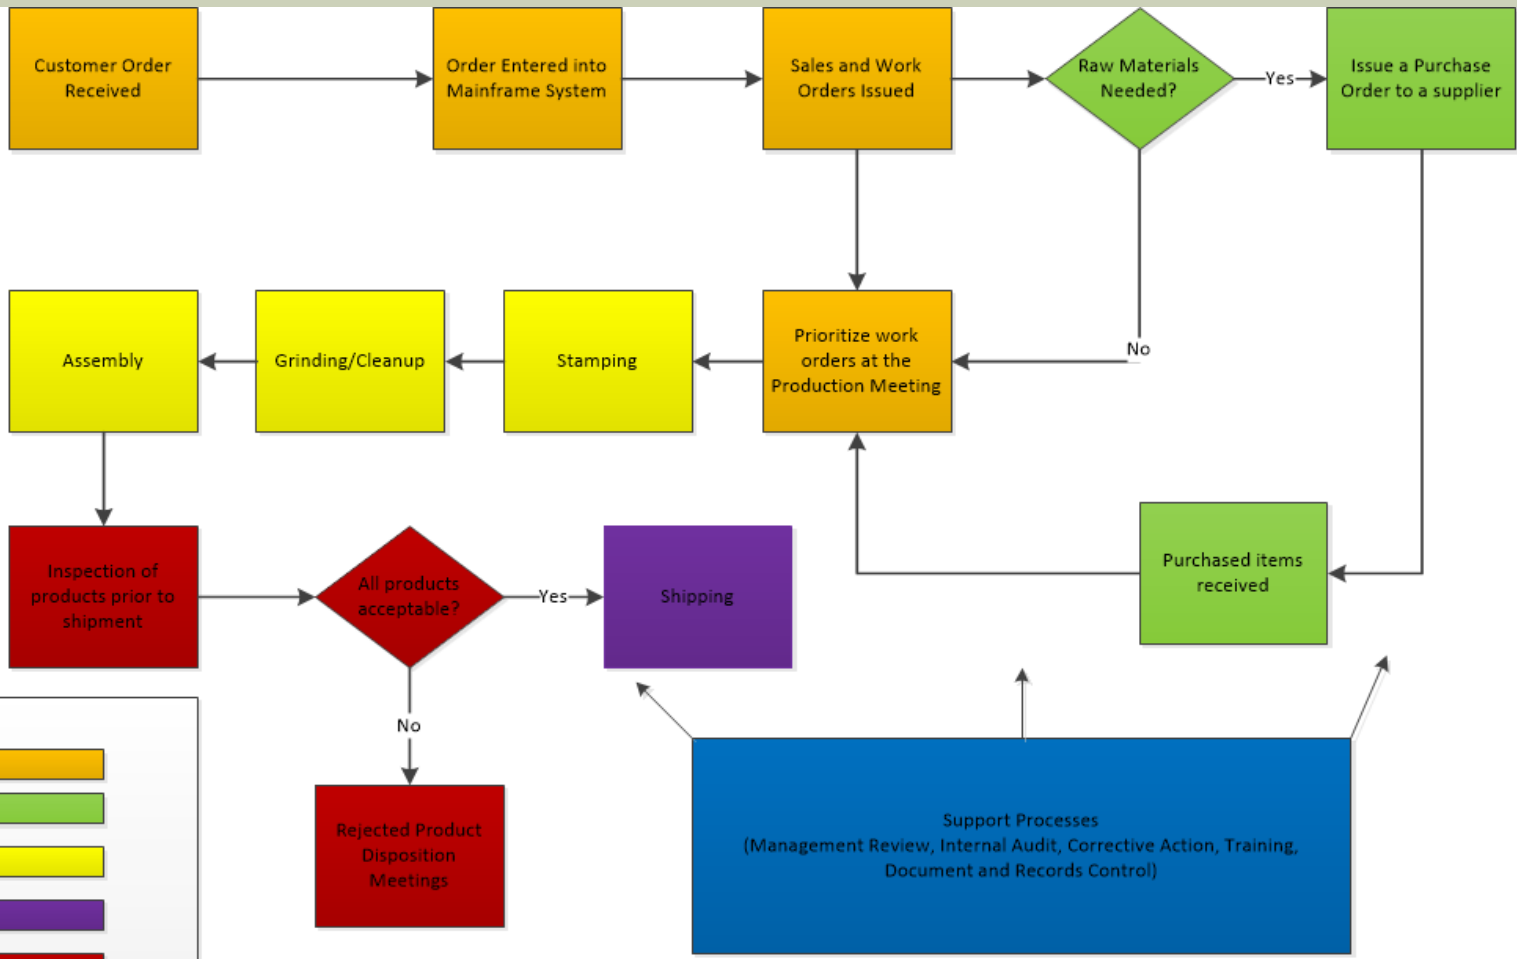 Customer Order
Received
Order Entered into
Mainframe System
Sales and Work
Orders Issued
Raw Materials
Needed?
Yes
Issue a Purchase
Order to a supplier
No
Assembly
Grinding/Cleanup
Stamping
Prioritize work
orders at the
Production Meeting
Inspection of
products prior to
shipment
All products
acceptable?
Yes
Shipping
Purchased items
received
No
Rejected Product
Disposition
Meetings
Support Processes
(Management Review, Internal Audit, Corrective Action, Training,
Document and Records Control)